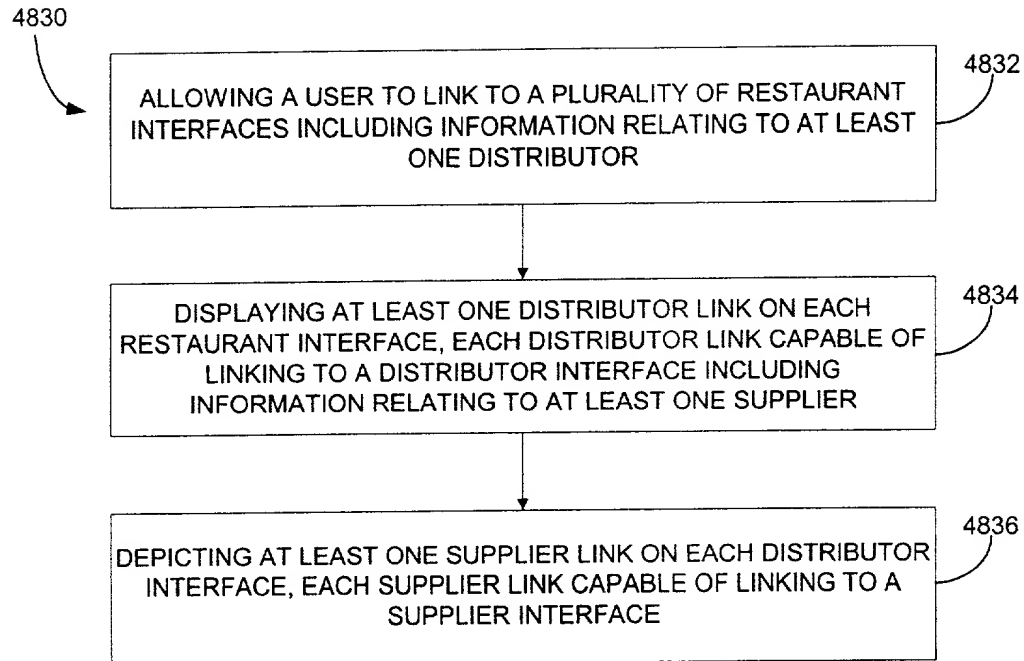 4830
4832
ALLOWING A USER TO LINK TO A PLURALITY OF RESTAURANT
INTERFACES INCLUDING INFORMATION RELATING TO AT LEAST
ONE DISTRIBUTOR
4834
DISPLAYING AT LEAST ONE DISTRIBUTOR LINK ON EACH
RESTAURANT INTERFACE, EACH DISTRIBUTOR LINK CAPABLE OF
LINKING TO A DISTRIBUTOR INTERFACE INCLUDING
INFORMATION RELATING TO AT LEAST ONE SUPPLIER
4836
DEPICTING AT LEAST ONE SUPPLIER LINK ON EACH DISTRIBUTOR
INTERFACE, EACH SUPPLIER LINK CAPABLE OF LINKING TO A
SUPPLIER INTERFACE